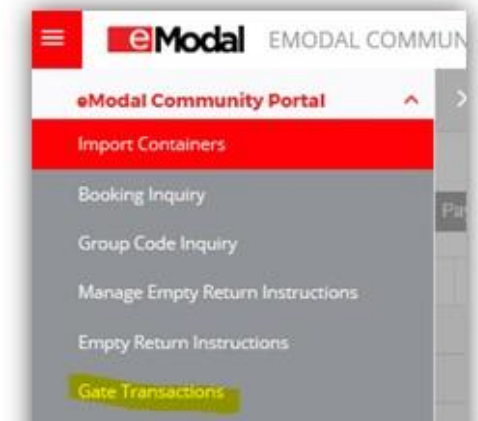 eModal EMODAL COMMUN
eModal Community Portal
Import Containers
Booking Inquiry
Group Code Inquiry
Manage Empty Return Instructions
Empty Return Instructions
Gate Transactions